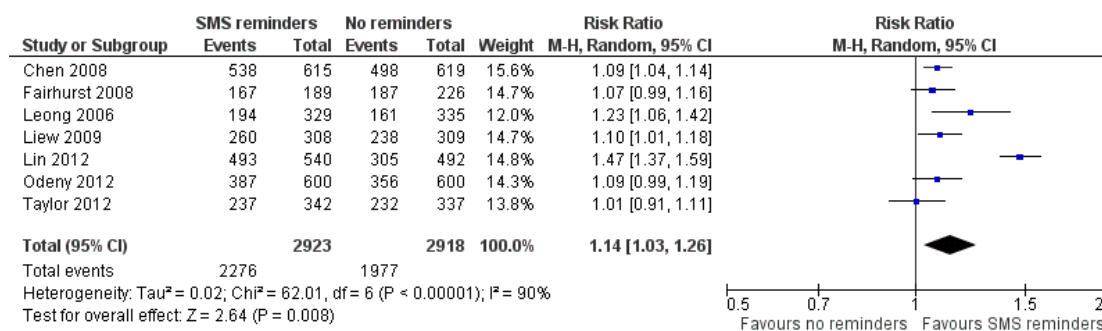 SMS reminders No reminders Risk Ratio Risk Ratio
Study or Subgroup Events Total Events Total Weight M-H, Random, 95% CI M-H, Random, 95% CI
Chen 2008 538 615 498 619 15.6% 1.09 [1.04, 1.14]
Fairhurst 2008 167 189 187 226 14.7% 1.07 [0.99, 1.16]
Leong 2006 194 329 161 335 12.0% 1.23 [1.06, 1.42]
Liew 2009 260 308 238 309 14.7% 1.10 [1.01, 1.18]
Lin 2012 493 540 305 492 14.8% 1.47 [1.37, 1.59]
Odeny 2012 387 600 356 600 14.3% 1.09 [0.99, 1.19]
Taylor 2012 237 342 232 337 13.8% 1.01 [0.91, 1.11]
Total (95% CI) 2923 2918 100.0% 1.14 [1.03, 1.26]
Total events 2276 1977
Heterogeneity: Tau² = 0.02; Chi² = 62.01, df = 6 (P < 0.00001); I² = 90%
Test for overall effect: Z = 2.64 (P = 0.008)
0.5 0.7 1 1.5 2
Favours no reminders Favours SMS reminders